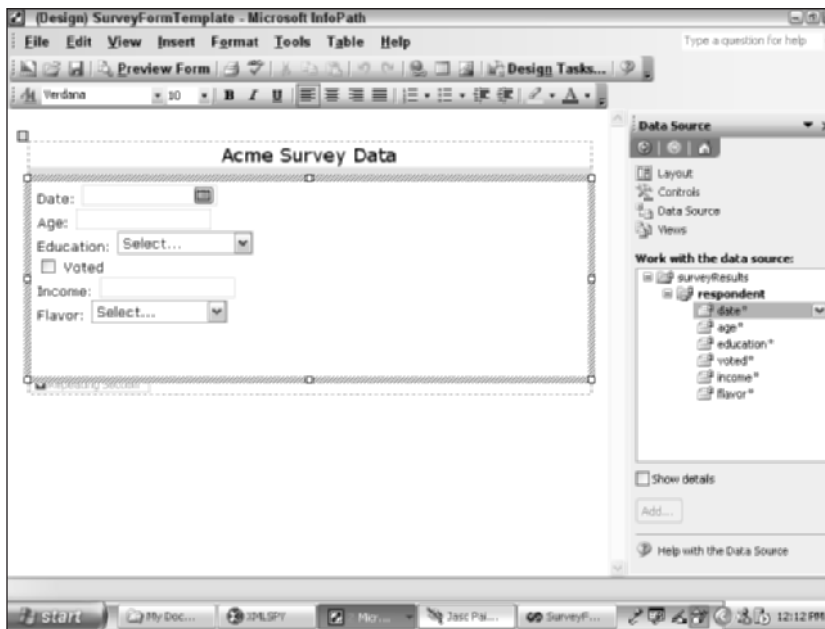 (Design) SurveyFormTemplate - Microsoft InfoPath
File Edit View Insert Format Tools Table Help
Type a question for help
Preview Form
Design Tasks...
Verdana 10 B I U A
Acme Survey Data
Date:
Age:
Education: Select...
Voted
Income:
Flavor: Select...
Repeating Section
Data Source
Layout
Controls
Data Source
Views
Work with the data source:
surveyResults
respondent
date*
age*
education*
voted*
income*
flavor*
Show details
Add...
Help with the Data Source
start
My Doc...
XMLSPY
Micr...
Jasc Pai...
SurveyF...
12:12 PM